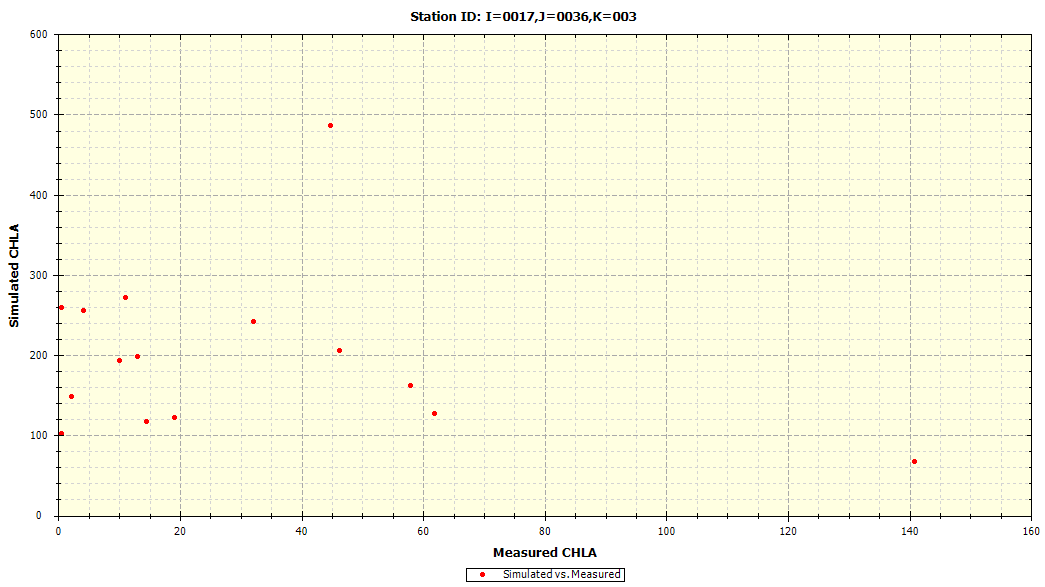 Station ID: I=0017,J=0036,K=003
600
500
400
300
200
100
0
Simulated CHLA
0 20 40 60 80 100 120 140 160
Measured CHLA
Simulated vs. Measured